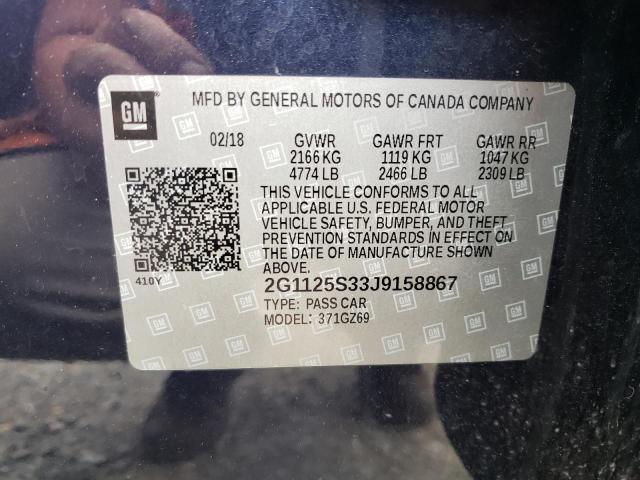 GM
MFD BY GENERAL MOTORS OF CANADA COMPANY
02/18 GVWR GAWR FRT GAWR RR
2166 KG 1119 KG 1047 KG
4774 LB 2466 LB 2309 LB
THIS VEHICLE CONFORMS TO ALL
APPLICABLE U.S. FEDERAL MOTOR
VEHICLE SAFETY, BUMPER, AND THEFT
PREVENTION STANDARDS IN EFFECT ON
THE DATE OF MANUFACTURE SHOWN
ABOVE.
410Y
2G1125S33J9158867
TYPE: PASS CAR
MODEL: 371GZ69